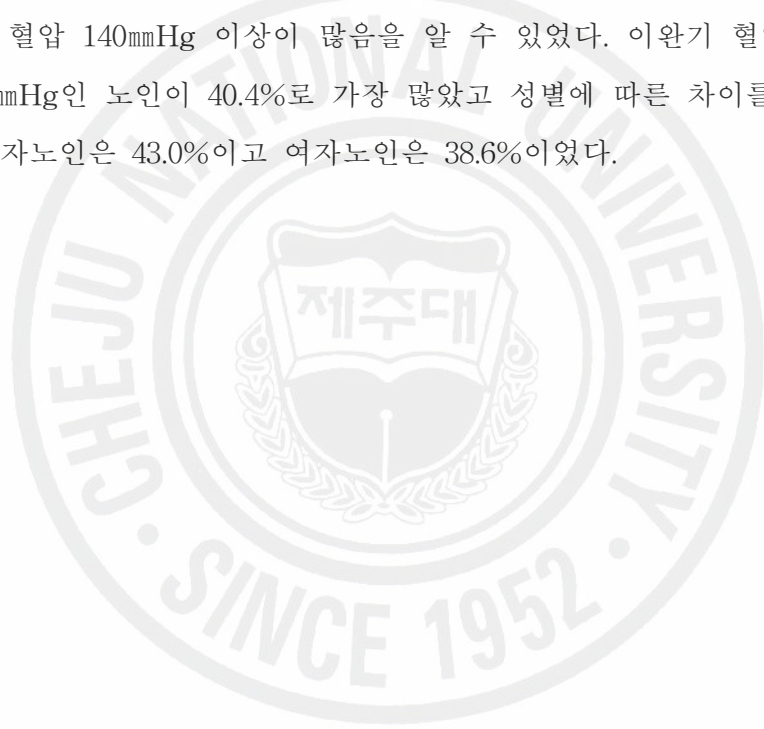 혈압 140㎜Hg 이상이 많음을 알 수 있었다. 이완기 혈
㎜Hg인 노인이 40.4%로 가장 많았고 성별에 따른 차이를
자노인은 43.0%이고 여자노인은 38.6%이었다.
CHEJU NATIONAL UNIVERSITY
제주대
· SINCE 1952 ·